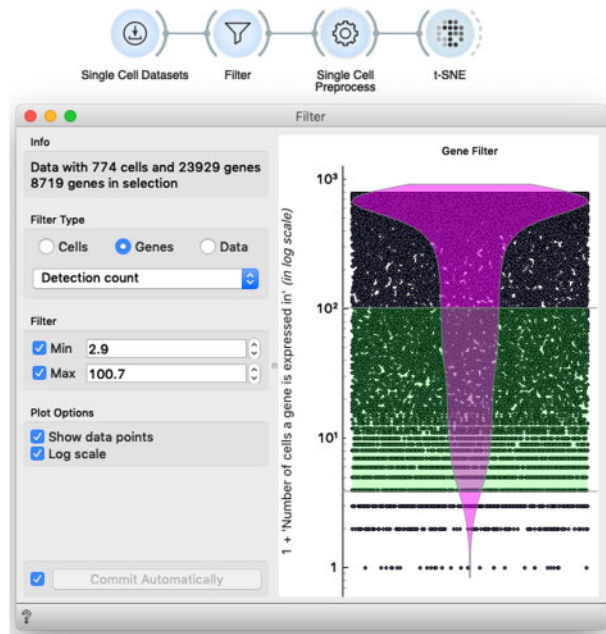 Single Cell Datasets
Filter
Single Cell
Preprocess
t-SNE
Filter
Info
Data with 774 cells and 23929 genes
8719 genes in selection
Filter Type
Cells
Genes
Data
Detection count
Filter
Min 2.9
Max 100.7
Plot Options
Show data points
Log scale
Commit Automatically
?
Gene Filter
1 + 'Number of cells a gene is expressed in' (in log scale)
10³
10²
10¹
1